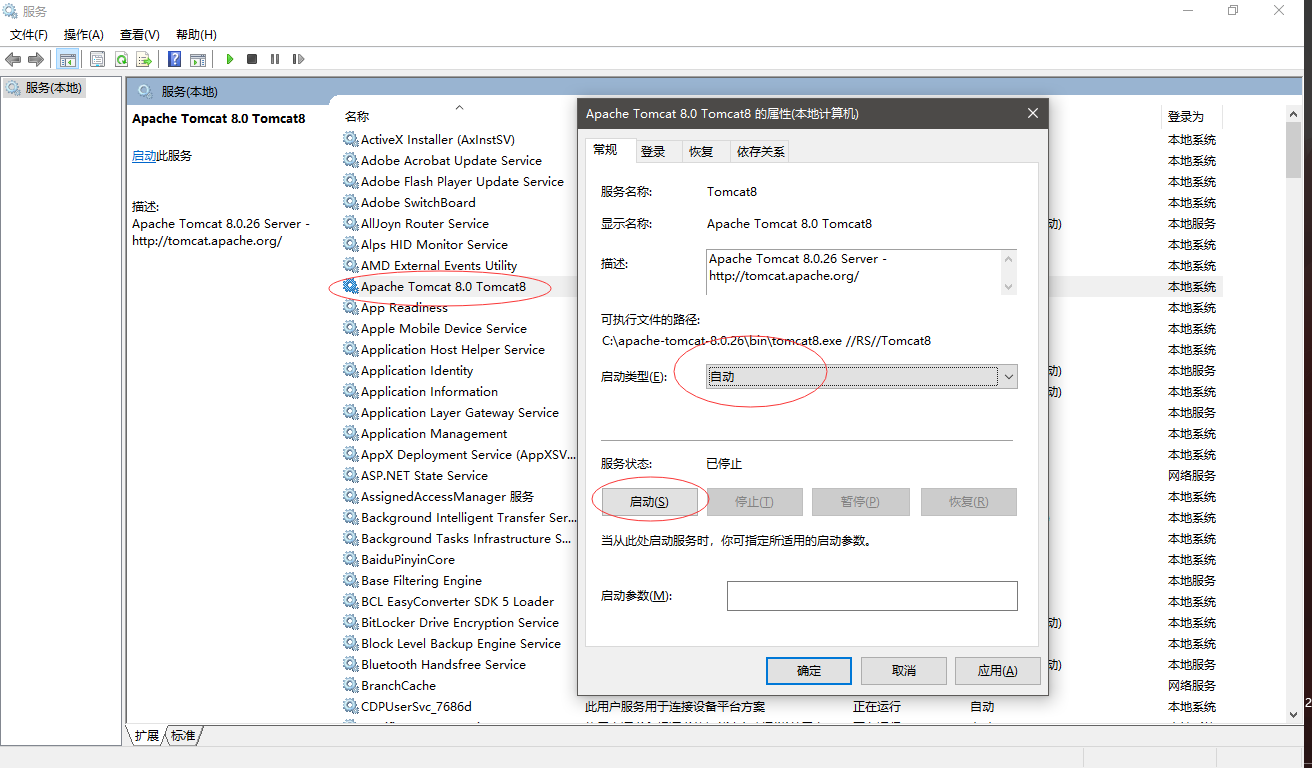 服务
文件(F) 操作(A) 查看(V) 帮助(H)
服务(本地)
服务(本地)
Apache Tomcat 8.0 Tomcat8
启动此服务
描述:
Apache Tomcat 8.0.26 Server -
http://tomcat.apache.org/
名称
ActiveX Installer (AxInstSV)
Adobe Acrobat Update Service
Adobe Flash Player Update Service
Adobe SwitchBoard
AllJoyn Router Service
Alps HID Monitor Service
AMD External Events Utility
Apache Tomcat 8.0 Tomcat8
App Readiness
Apple Mobile Device Service
Application Host Helper Service
Application Identity
Application Information
Application Layer Gateway Service
Application Management
AppX Deployment Service (AppXSV...
ASP.NET State Service
AssignedAccessManager 服务
Background Intelligent Transfer Ser...
Background Tasks Infrastructure S...
BaiduPinyinCore
Base Filtering Engine
BCL EasyConverter SDK 5 Loader
BitLocker Drive Encryption Service
Block Level Backup Engine Service
Bluetooth Handsfree Service
BranchCache
CDPUserSvc_7686d
此用户服务用于连接设备平台方案 正在运行 自动
Apache Tomcat 8.0 Tomcat8 的属性(本地计算机)
常规 登录 恢复 依存关系
服务名称: Tomcat8
显示名称: Apache Tomcat 8.0 Tomcat8
描述: Apache Tomcat 8.0.26 Server -
http://tomcat.apache.org/
可执行文件的路径:
C:\apache-tomcat-8.0.26\bin\tomcat8.exe //RS//Tomcat8
启动类型(E): 自动
服务状态: 已停止
启动(S) 停止(T) 暂停(P) 恢复(R)
当从此处启动服务时，你可指定所适用的启动参数。
启动参数(M):
确定 取消 应用(A)
登录为
本地系统
本地系统
本地系统
本地系统
动) 本地服务
本地系统
本地系统
本地系统
本地系统
本地系统
本地系统
动) 本地服务
动) 本地系统
本地服务
本地系统
本地系统
网络服务
本地系统
本地系统
本地系统
本地系统
本地服务
本地系统
动) 本地系统
本地系统
动) 本地服务
网络服务
本地系统
扩展 标准
2